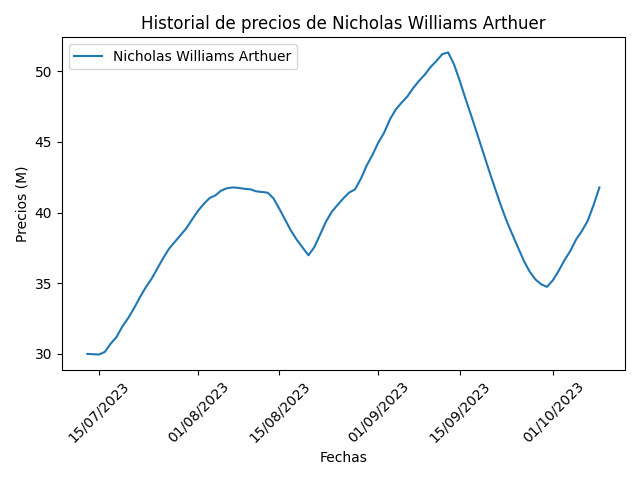 Historial de precios de Nicholas Williams Arthuer
Nicholas Williams Arthuer
Precios (M)
50
45
40
35
30
15/07/2023
01/08/2023
15/08/2023
01/09/2023
15/09/2023
01/10/2023
Fechas